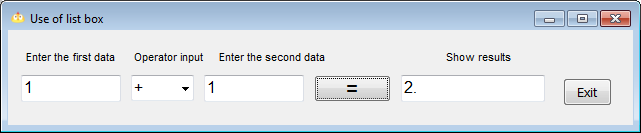 Use of list box
Enter the first data Operator input Enter the second data Show results
1 + 1 = 2. Exit